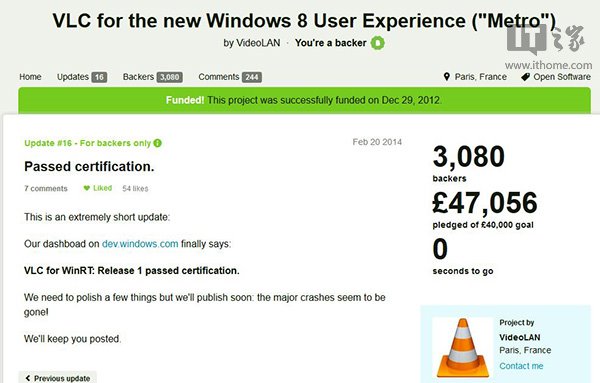 VLC for the new Windows 8 User Experience ("Metro")
by VideoLAN · You're a backer
IT之家
www.ithome.com
Home Updates 16 Backers 3,080 Comments 244 Paris, France Open Software
Funded! This project was successfully funded on Dec 29, 2012.
Update #16 - For backers only
Feb 20 2014
Passed certification.
7 comments Liked 54 likes
This is an extremely short update:
Our dashboad on dev.windows.com finally says:
VLC for WinRT: Release 1 passed certification.
We need to polish a few things but we'll publish soon: the major crashes seem to be
gone!
We'll keep you posted.
Previous update
3,080
backers
£47,056
pledged of £40,000 goal
0
seconds to go
Project by
VideoLAN
Paris, France
Contact me